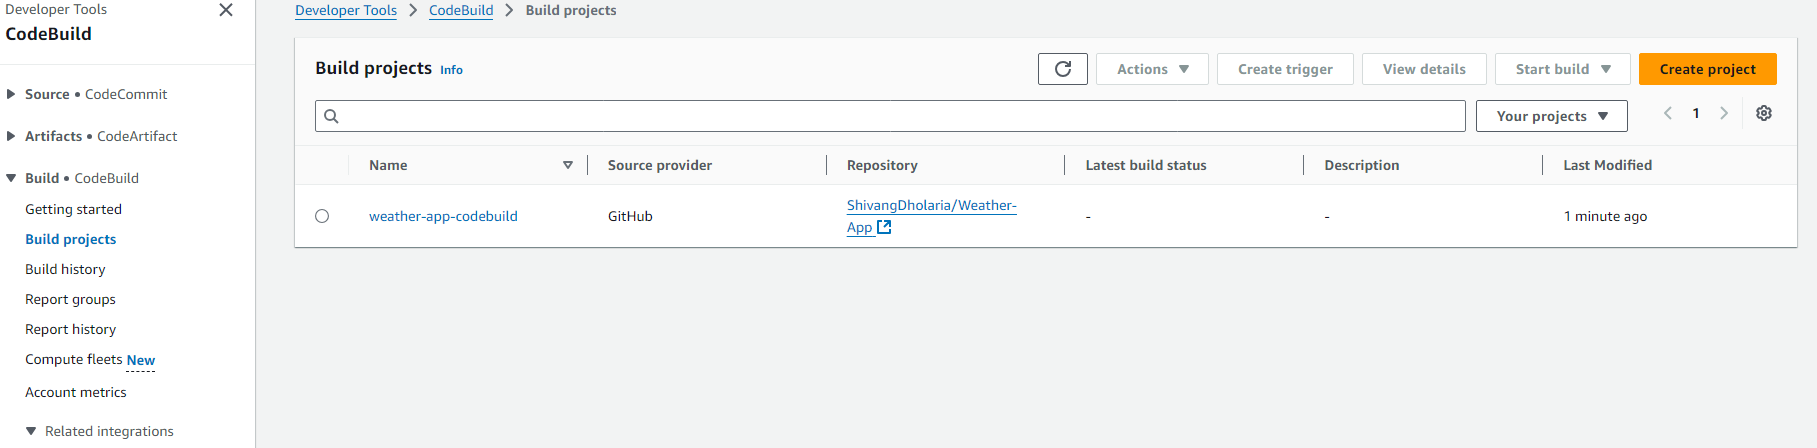 Developer Tools
CodeBuild
Source • CodeCommit
Artifacts • CodeArtifact
Build • CodeBuild
Getting started
Build projects
Build history
Report groups
Report history
Compute fleets New
Account metrics
Related integrations
Developer Tools > CodeBuild > Build projects
Build projects Info
Actions
Create trigger
View details
Start build
Create project
Your projects
1
Name Source provider Repository Latest build status Description Last Modified
weather-app-codebuild GitHub ShivangDholaria/Weather-
App - - 1 minute ago